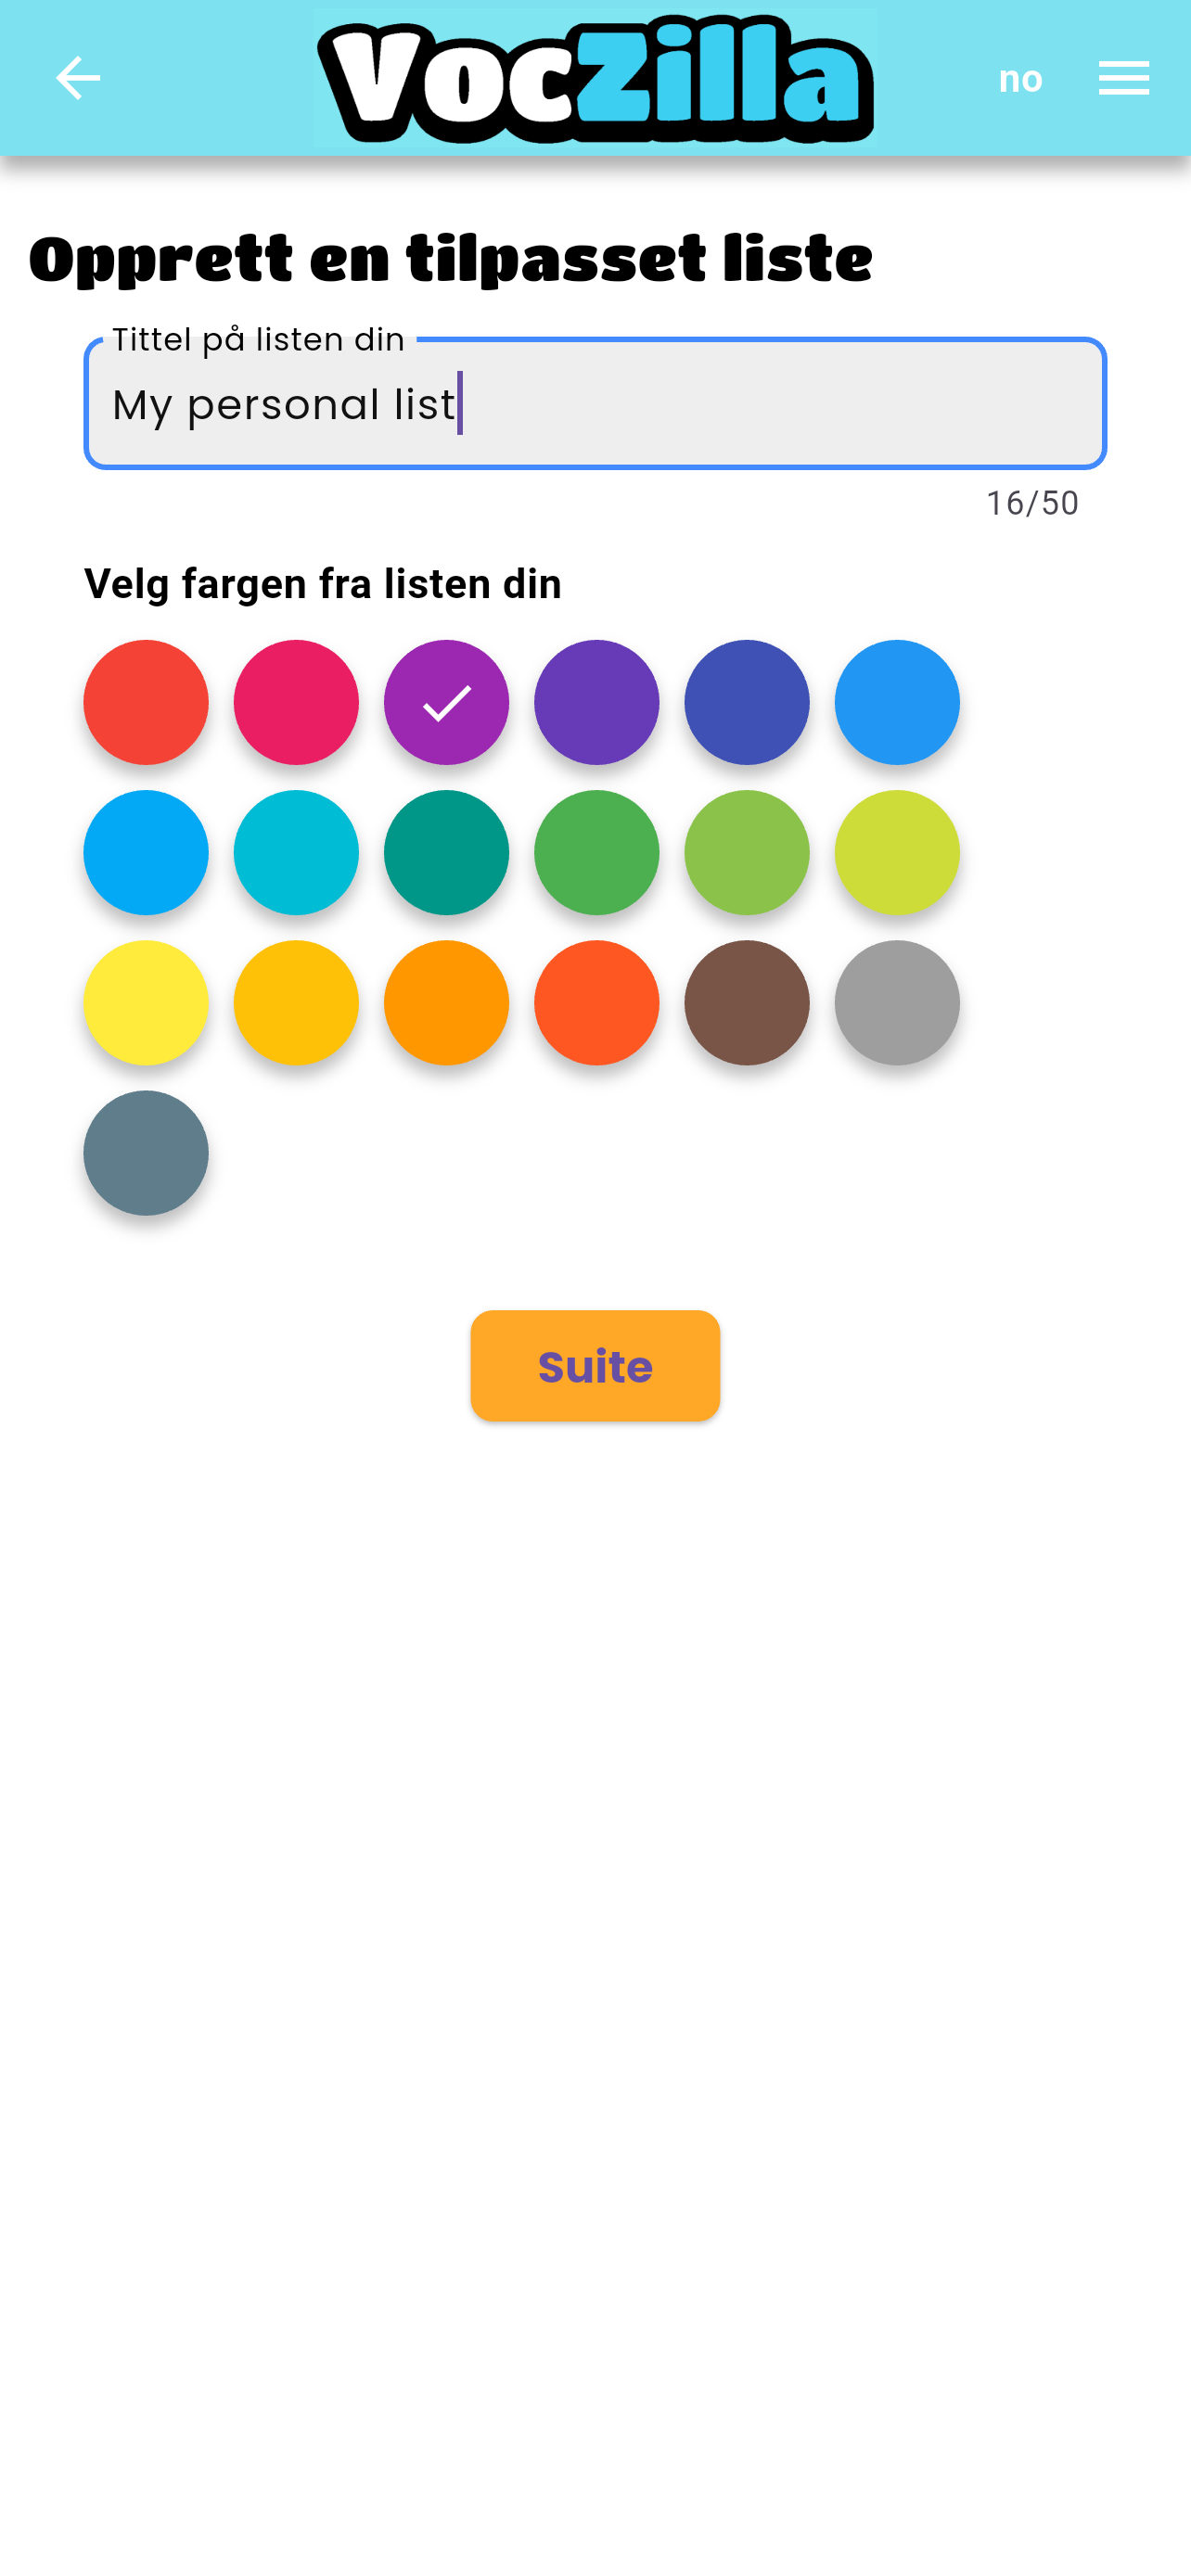 VocZilla
no
Opprett en tilpasset liste
Tittel på listen din
My personal list
16/50
Velg fargen fra listen din
Suite